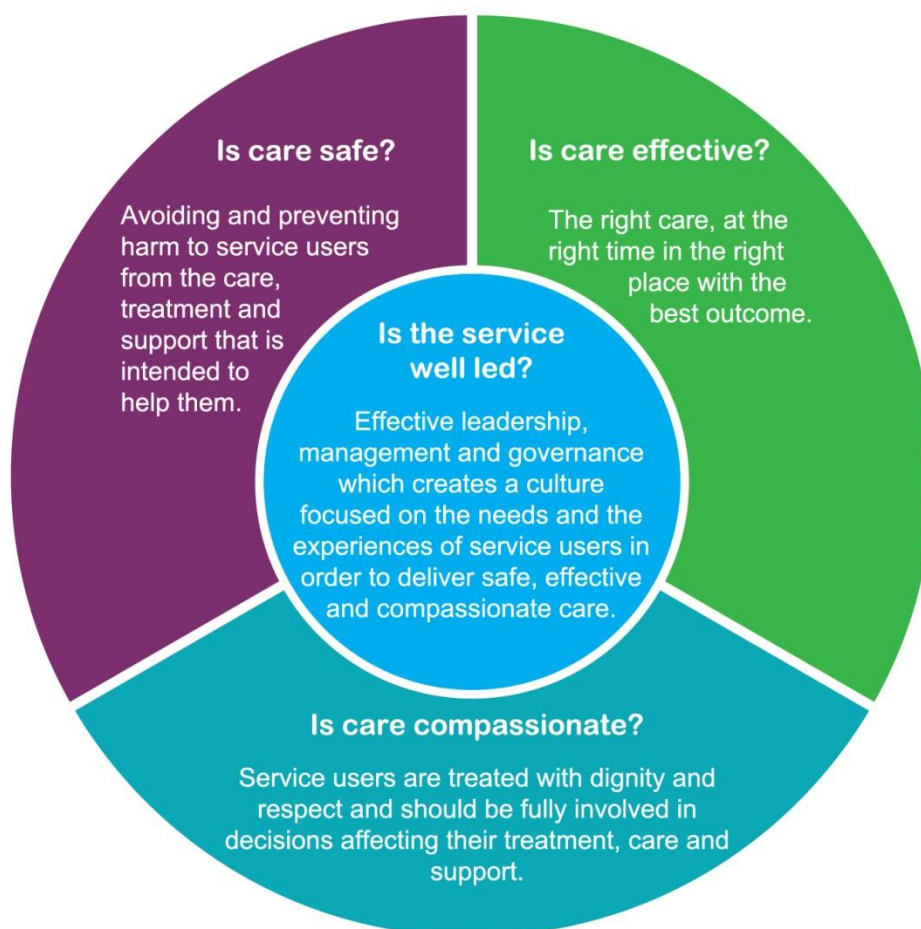 Is care safe?
Avoiding and preventing
harm to service users
from the care,
treatment and
support that is
intended to
help them.
Is care effective?
The right care, at the
right time in the right
place with the
best outcome.
Is the service
well led?
Effective leadership,
management and governance
which creates a culture
focused on the needs and the
experiences of service users in
order to deliver safe, effective
and compassionate care.
Is care compassionate?
Service users are treated with dignity and
respect and should be fully involved in
decisions affecting their treatment, care and
support.